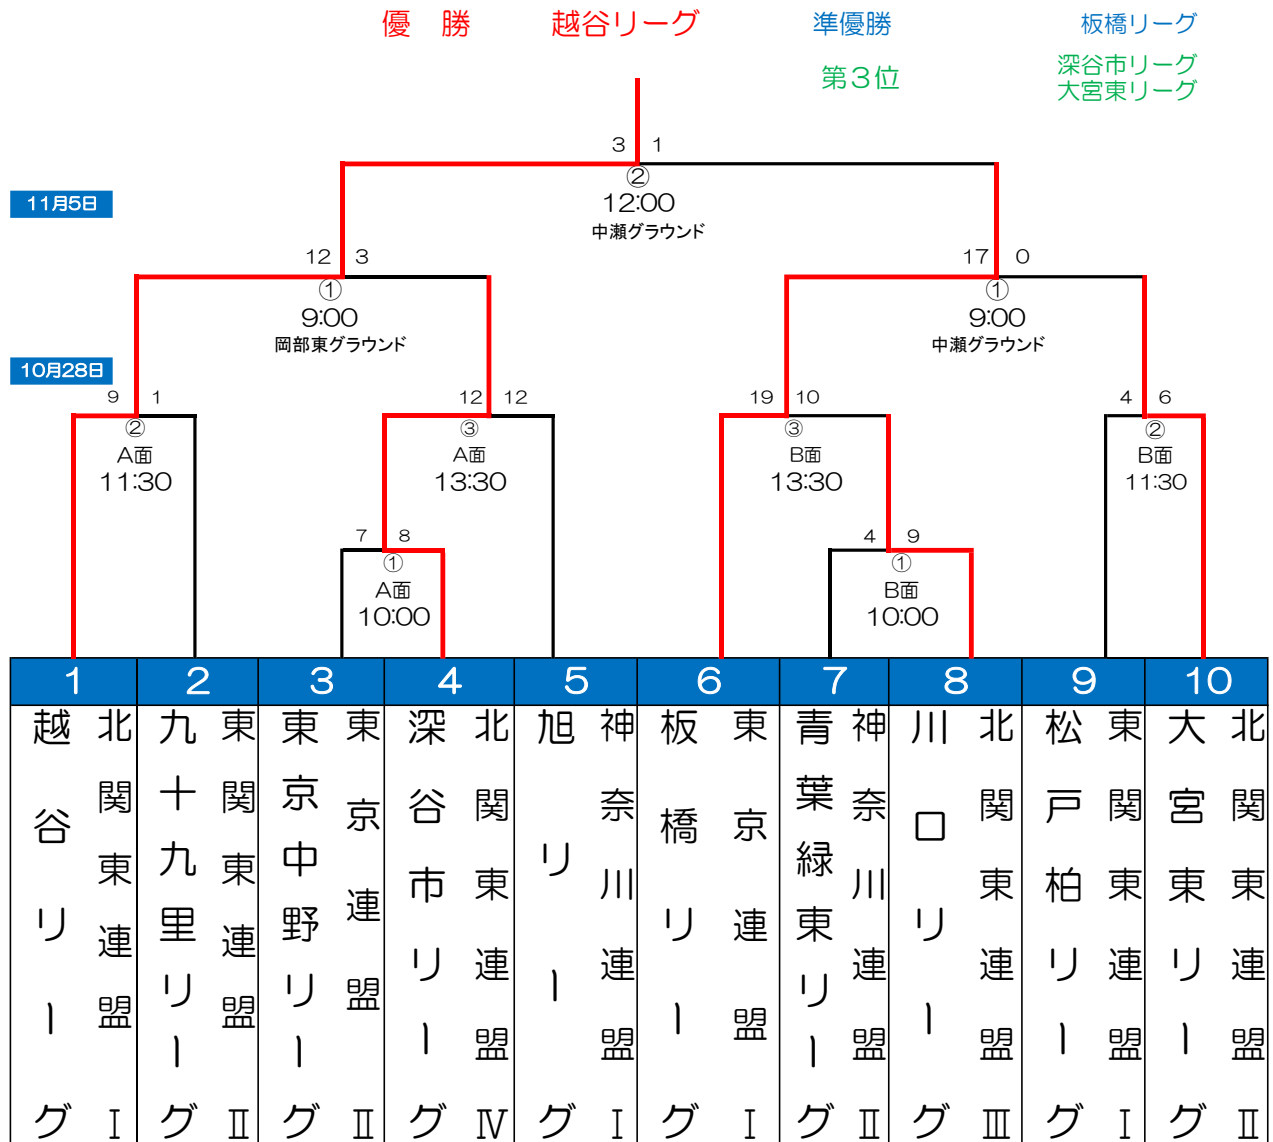 優　勝　越谷リーグ　準優勝　板橋リーグ
第３位　深谷市リーグ
大宮東リーグ
3 1
②
12:00
中瀬グラウンド
11月5日
12 3
①
9:00
岡部東グラウンド
17 0
①
9:00
中瀬グラウンド
10月28日
9 1
②
A面
11:30
12 12
③
A面
13:30
19 10
③
B面
13:30
4 6
②
B面
11:30
7 8
①
A面
10:00
4 9
①
B面
10:00
1 2 3 4 5 6 7 8 9 10
越谷リーグ
北関東連盟Ⅰ
九十九里リーグ
東関東連盟Ⅱ
東京中野リーグ
東京連盟Ⅱ
深谷市リーグ
北関東連盟Ⅳ
旭リーグ
神奈川連盟Ⅰ
板橋リーグ
東京連盟Ⅰ
青葉緑東リーグ
神奈川連盟Ⅱ
川口リーグ
北関東連盟Ⅲ
松戸柏リーグ
東関東連盟Ⅰ
大宮東リーグ
北関東連盟Ⅱ